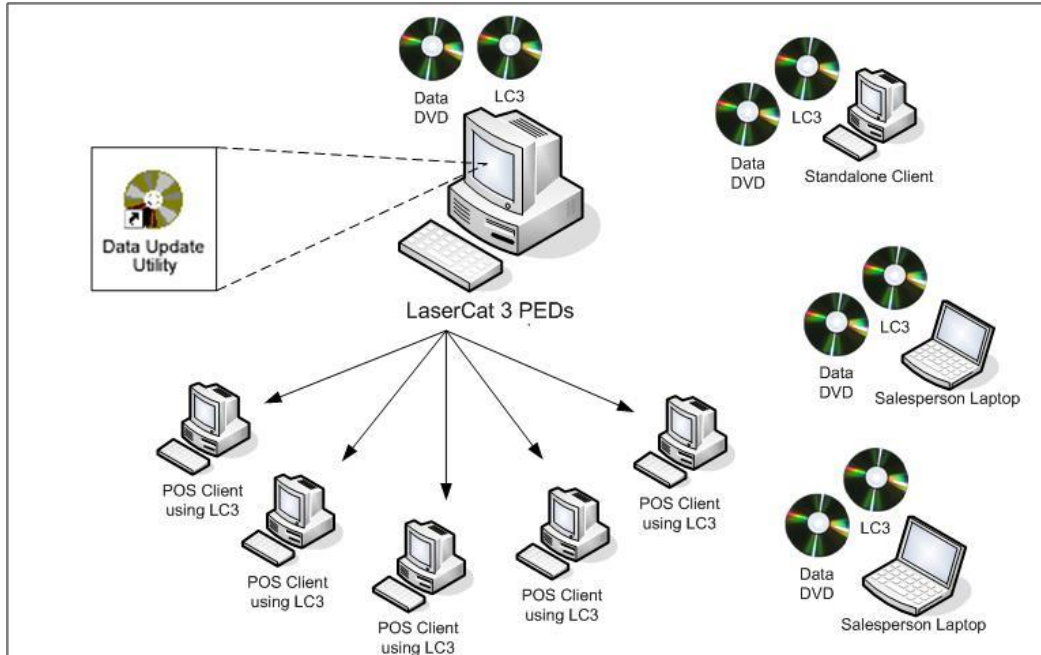 Data
DVD
LC3
Data Update
Utility
LaserCat 3 PEDs
POS Client
using LC3
POS Client
using LC3
POS Client
using LC3
POS Client
using LC3
POS Client
using LC3
LC3
Data
DVD
Standalone Client
LC3
Data
DVD
Salesperson Laptop
LC3
Data
DVD
Salesperson Laptop